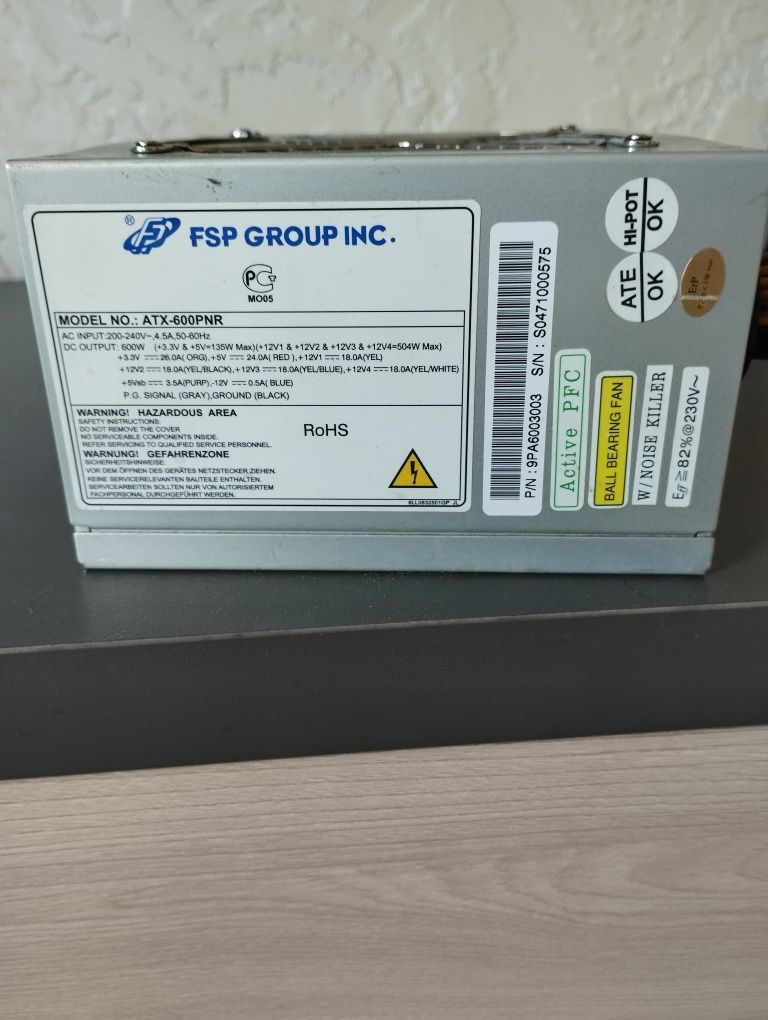 ® FSP GROUP INC.
MO05
MODEL NO.: ATX-600PNR
AC INPUT:200-240V~,4.5A,50-60Hz
DC OUTPUT: 600W (+3.3V & +5V=135W Max)(+12V1 & +12V2 & +12V3 & +12V4=504W Max)
+3.3V ⎓ 26.0A( ORG),+5V ⎓ 24.0A( RED ),+12V1 ⎓ 18.0A(YEL)
+12V2 ⎓ 18.0A(YEL/BLACK),+12V3 ⎓ 18.0A(YEL/BLUE),+12V4 ⎓ 18.0A(YEL/WHITE)
+5Vsb ⎓ 3.5A(PURP),-12V ⎓ 0.5A( BLUE)
P.G. SIGNAL (GRAY),GROUND (BLACK)
WARNING! HAZARDOUS AREA
SAFETY INSTRUCTIONS:
DO NOT REMOVE THE COVER
NO SERVICEABLE COMPONENTS INSIDE.
REFER SERVICING TO QUALIFIED SERVICE PERSONNEL.
WARNUNG! GEFAHRENZONE
SICHERHEITSHINWEISE:
VOR DEM ÖFFNEN DES GERÄTES NETZSTECKER ZIEHEN.
KEINE SERVICERELEVANTEN BAUTEILE ENTHALTEN.
SERVICEARBEITEN SOLLTEN NUR VON AUTORISIERTEM
FACHPERSONAL DURCHGEFÜHRT WERDEN.
RoHS
6LL0832501GP JL
P/N : 9PA6003003 S/N : S0471000575
Active PFC
BALL BEARING FAN
W/NOISE KILLER
Eff ≧ 82%@230V~
HI-POT
OK
ATE
OK
ErP